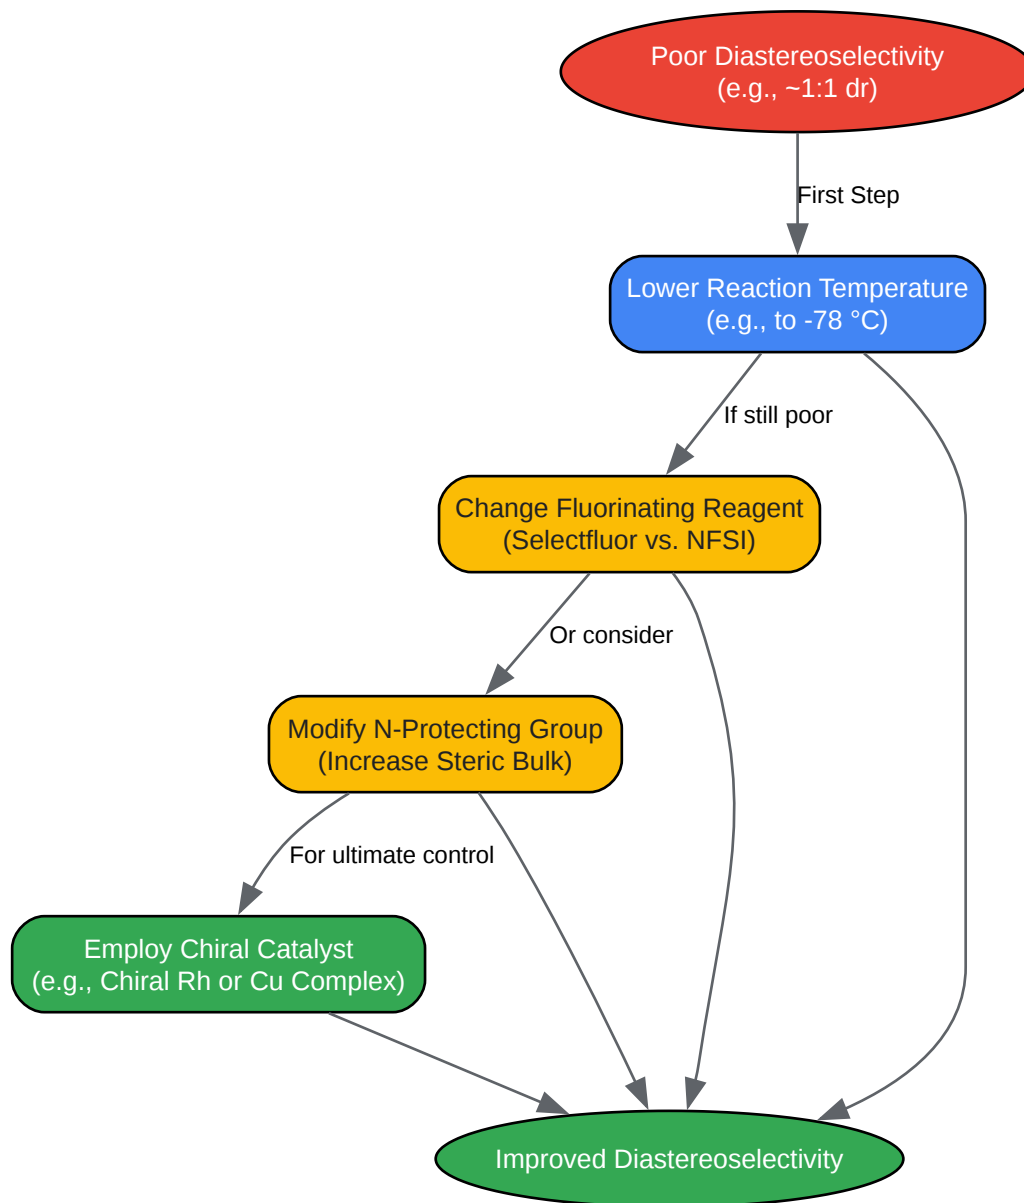 Poor Diastereoselectivity
(e.g., ~1:1 dr)
First Step
Lower Reaction Temperature
(e.g., to -78 °C)
If still poor
Change Fluorinating Reagent
(Selectfluor vs. NFSI)
Or consider
Modify N-Protecting Group
(Increase Steric Bulk)
For ultimate control
Employ Chiral Catalyst
(e.g., Chiral Rh or Cu Complex)
Improved Diastereoselectivity